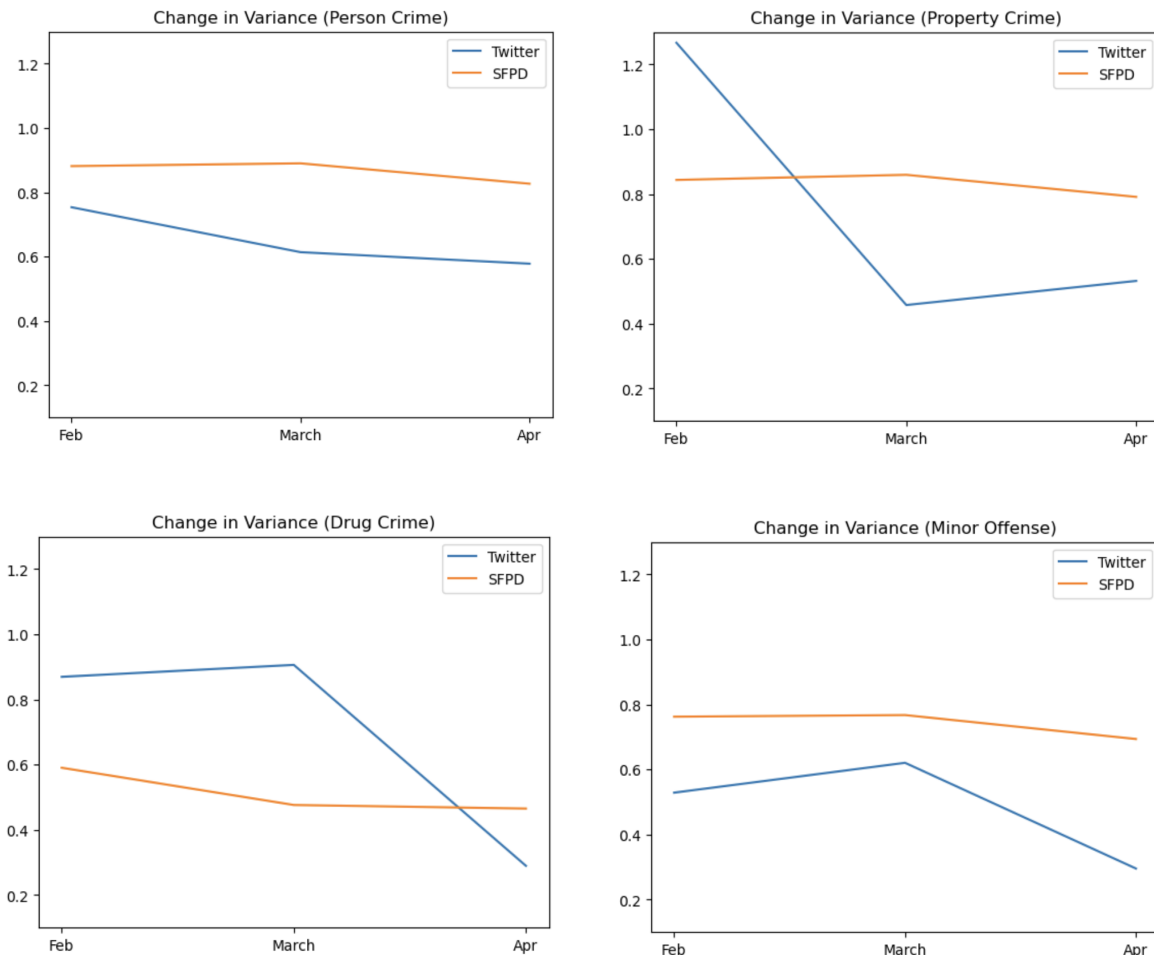 Change in Variance (Person Crime)
Twitter
SFPD
1.2
1.0
0.8
0.6
0.4
0.2
Feb March Apr
Change in Variance (Property Crime)
Twitter
SFPD
1.2
1.0
0.8
0.6
0.4
0.2
Feb March Apr
Change in Variance (Drug Crime)
Twitter
SFPD
1.2
1.0
0.8
0.6
0.4
0.2
Feb March Apr
Change in Variance (Minor Offense)
Twitter
SFPD
1.2
1.0
0.8
0.6
0.4
0.2
Feb March Apr